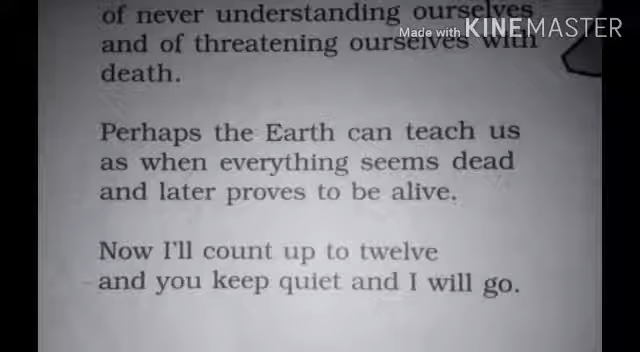 of never understanding ourselves
Made with KINEMASTER
and of threatening ourselves with
death.
Perhaps the Earth can teach us
as when everything seems dead
and later proves to be alive.
Now I'll count up to twelve
and you keep quiet and I will go.